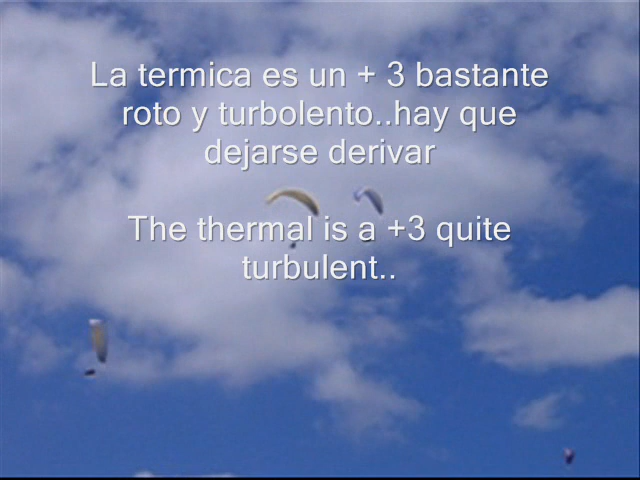 La termica es un + 3 bastante
roto y turbolento..hay que
dejarse derivar
The thermal is a +3 quite
turbulent..